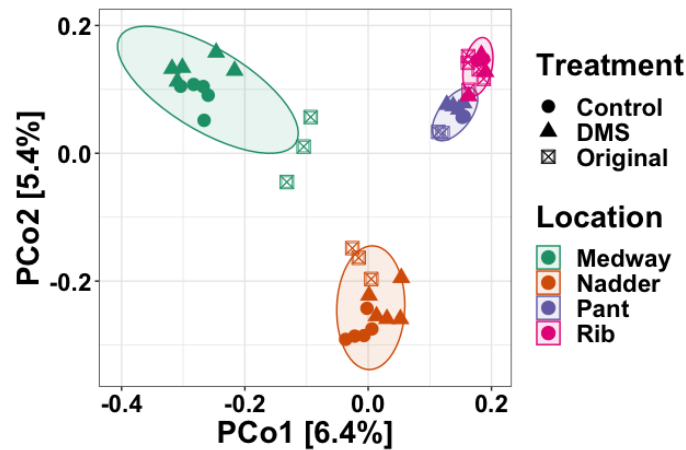 0.2
0.0
-0.2
PCo2 [5.4%]
-0.4
-0.2
0.0
0.2
PCo1 [6.4%]
Treatment
Control
DMS
Original
Location
Medway
Nadder
Pant
Rib